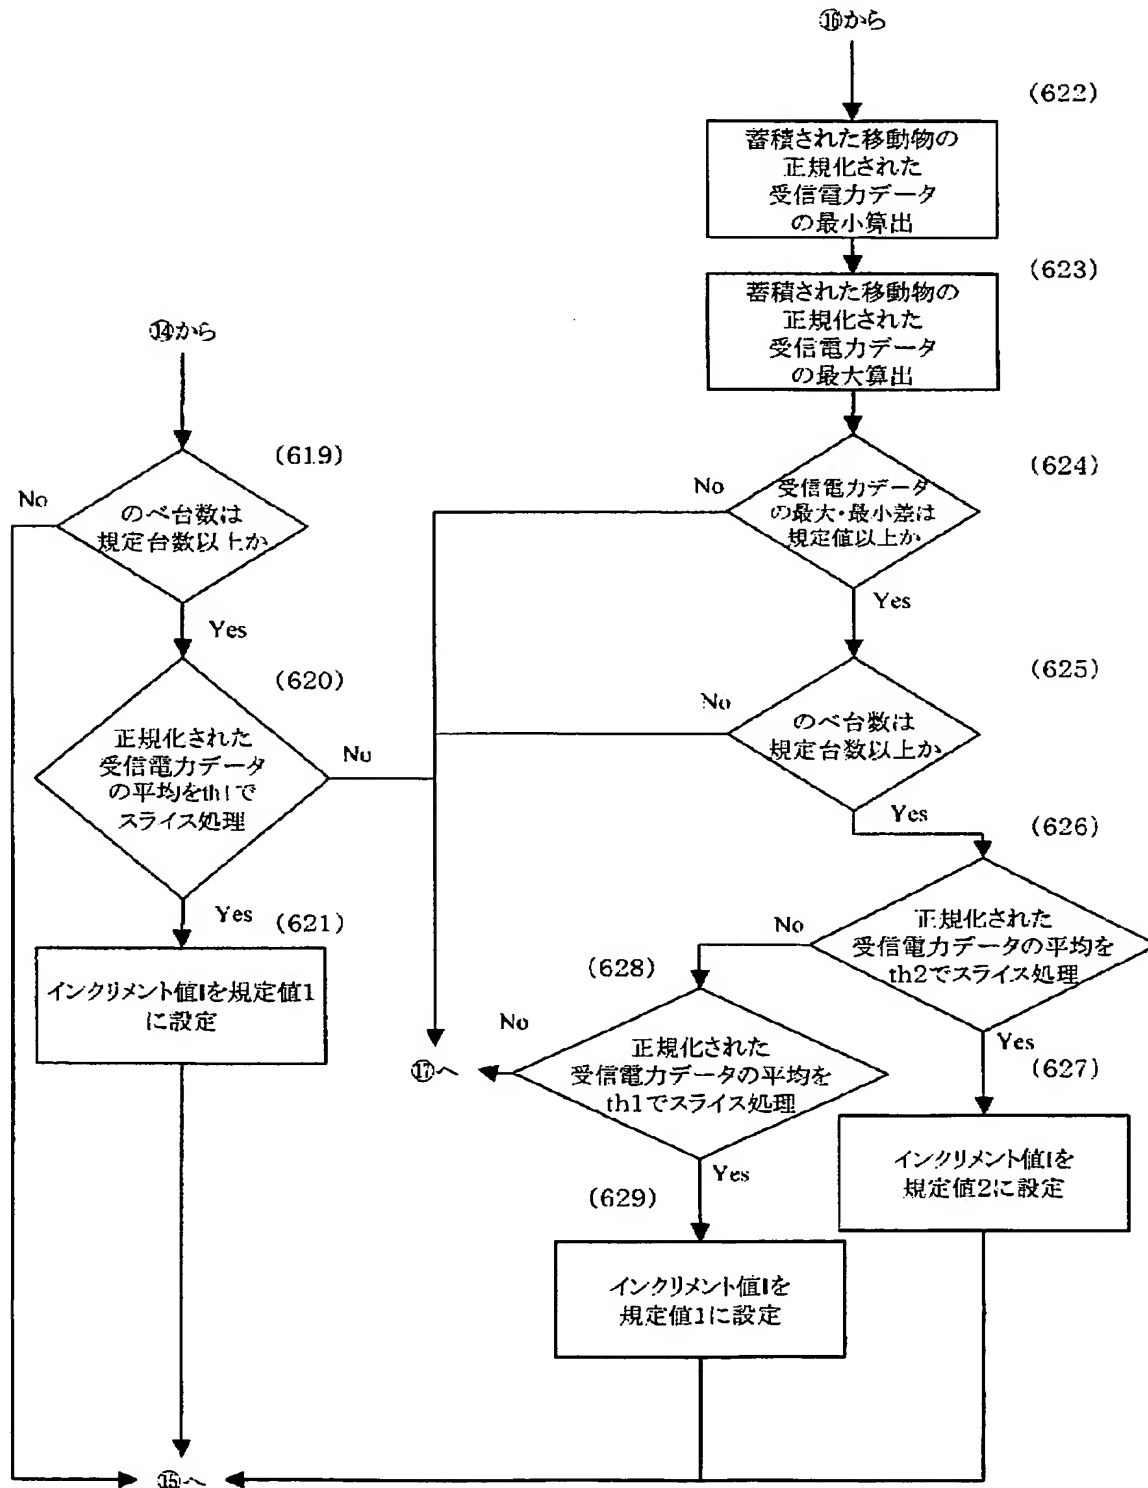 ⑯から
(622)
蓄積された移動物の
正規化された
受信電力データ
の最小算出
(623)
蓄積された移動物の
正規化された
受信電力データ
の最大算出
⑭から
(619)
No
のべ台数は
規定台数以上か
Yes
(624)
No
受信電力データ
の最大・最小差は
規定値以上か
Yes
(620)
正規化された
受信電力データ
の平均をth1で
スライス処理
No
Yes
(625)
No
のべ台数は
規定台数以上か
Yes
(626)
正規化された
受信電力データの平均を
th2でスライス処理
No
Yes
(621)
インクリメント値Iを規定値1
に設定
(628)
No
正規化された
受信電力データの平均を
th1でスライス処理
Yes
⑰へ
(627)
インクリメント値Iを
規定値2に設定
(629)
インクリメント値Iを
規定値1に設定
⑮へ